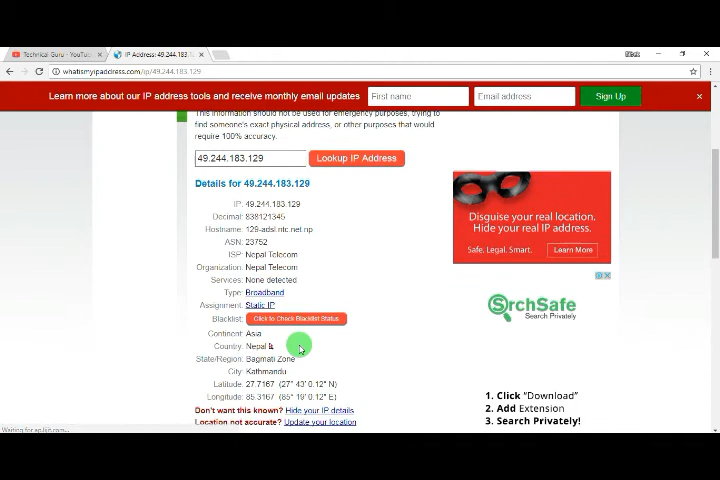 Technical Guru - YouTu
IP Address: 49.244.183.1
whatismyipaddress.com/ip/49.244.183.129
Learn more about our IP address tools and receive monthly email updates
First name
Email address
Sign Up
This information should not be used for emergency purposes, trying to
find someone's exact physical address, or other purposes that would
require 100% accuracy.
49.244.183.129
Lookup IP Address
Details for 49.244.183.129
IP: 49.244.183.129
Decimal: 838121345
Hostname: 129-adsl.ntc.net.np
ASN: 23752
ISP: Nepal Telecom
Organization: Nepal Telecom
Services: None detected
Type: Broadband
Assignment: Static IP
Blacklist: Click to Check Blacklist Status
Continent: Asia
Country: Nepal
State/Region: Bagmati Zone
City: Kathmandu
Latitude: 27.7167 (27° 43′ 0.12″ N)
Longitude: 85.3167 (85° 19′ 0.12″ E)
Don't want this known? Hide your IP details
Location not accurate? Update your location
Disguise your real location.
Hide your real IP address.
Safe. Legal. Smart.
Learn More
SrchSafe
Search Privately
1. Click "Download"
2. Add Extension
3. Search Privately!